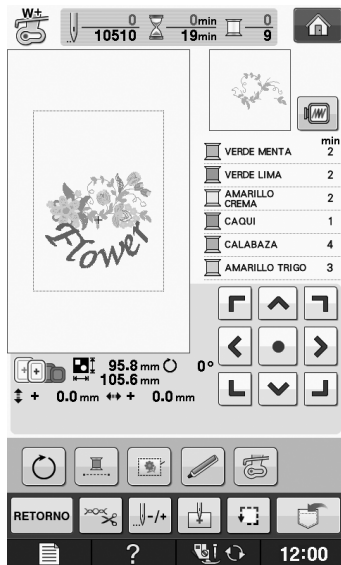 W+
0 0min 0
10510 19min 9
min
VERDE MENTA 2
VERDE LIMA 2
AMARILLO
CREMA 2
CAQUI 1
CALABAZA 4
AMARILLO TRIGO 3
Flower
95.8 mm 0°
105.6 mm
+ 0.0 mm + 0.0 mm
RETORNO -/+
? 12:00